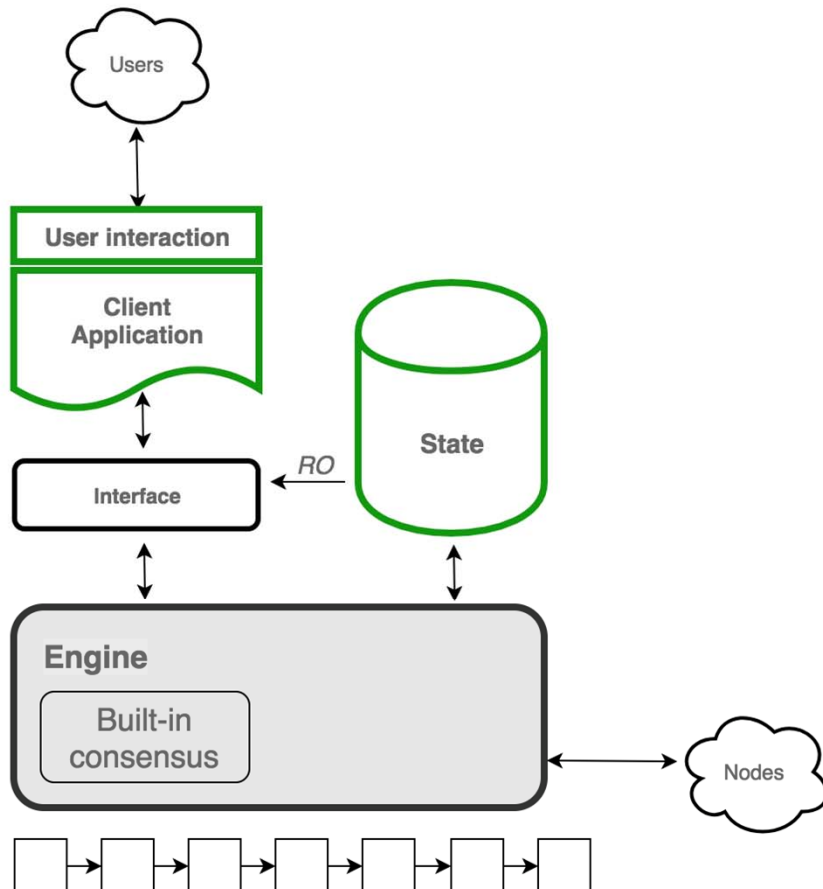 Users
User interaction
Client
Application
State
RO
Interface
Engine
Built-in
consensus
Nodes